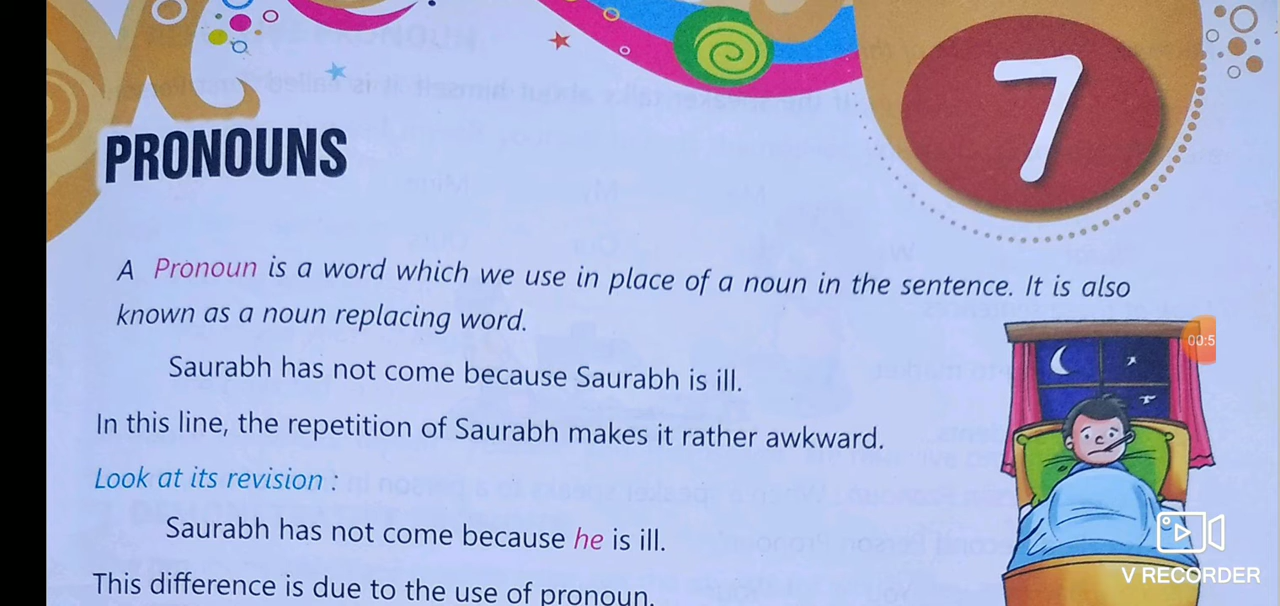 7
PRONOUNS
A Pronoun is a word which we use in place of a noun in the sentence. It is also
known as a noun replacing word.
00:5
Saurabh has not come because Saurabh is ill.
In this line, the repetition of Saurabh makes it rather awkward.
Look at its revision :
Saurabh has not come because he is ill.
V RECORDER
This difference is due to the use of pronoun.